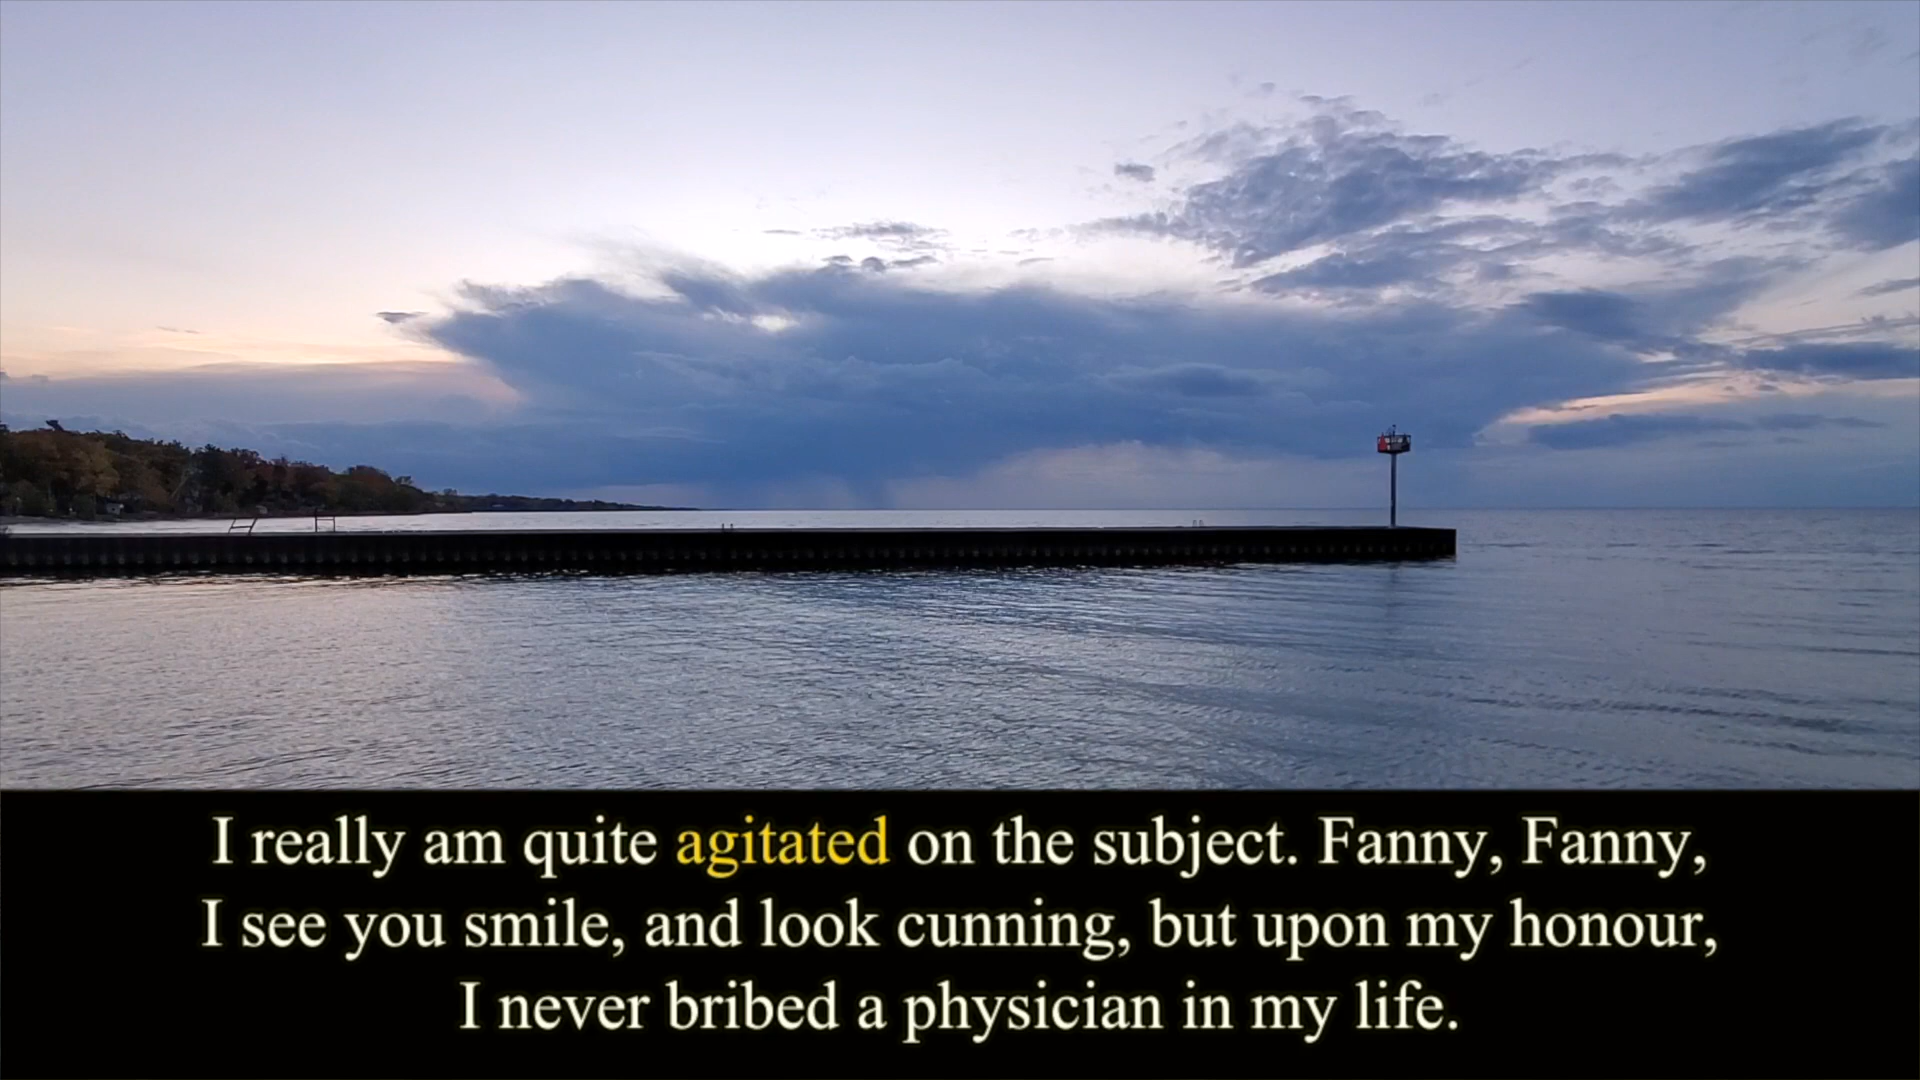 I really am quite agitated on the subject. Fanny, Fanny,
I see you smile, and look cunning, but upon my honour,
I never bribed a physician in my life.